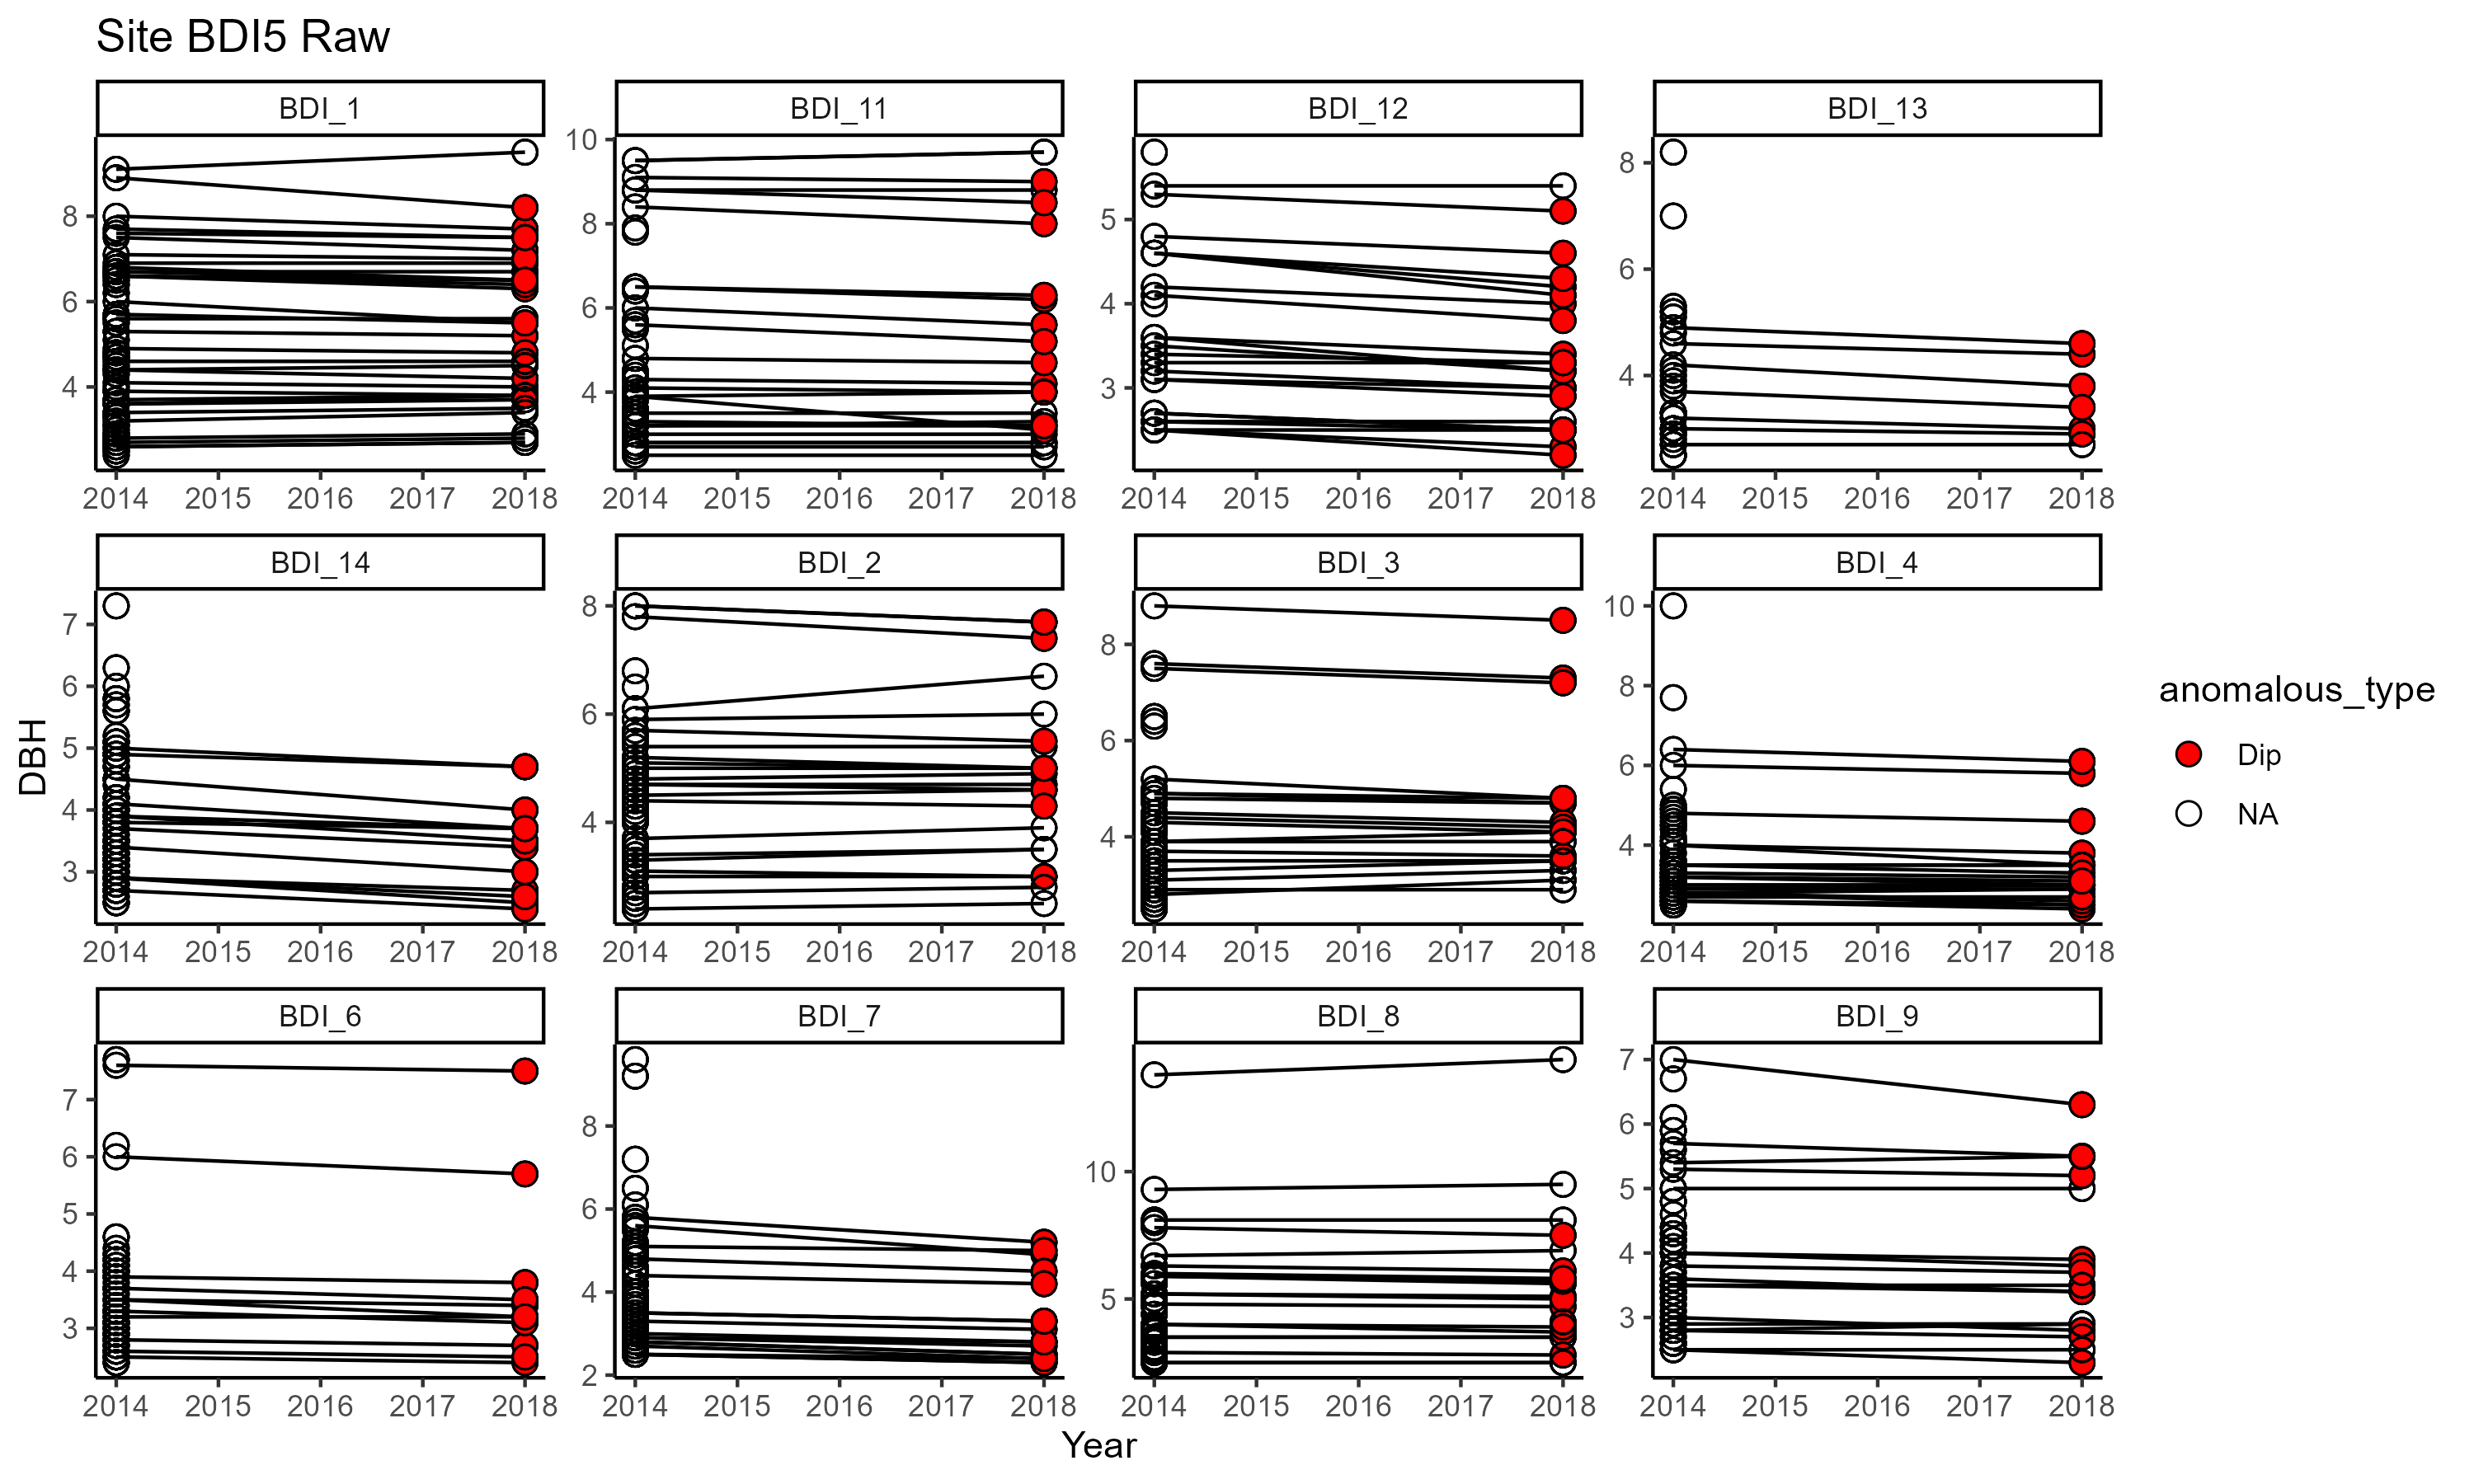 Site BDI5 Raw
BDI_1 BDI_11 BDI_12 BDI_13
8 6 4
10 8 6 4
5 4 3
8 6 4
2014 2015 2016 2017 2018 2014 2015 2016 2017 2018 2014 2015 2016 2017 2018 2014 2015 2016 2017 2018
BDI_14 BDI_2 BDI_3 BDI_4
7 6 5 4 3
8 6 4
8 6 4
10 8 6 4
2014 2015 2016 2017 2018 2014 2015 2016 2017 2018 2014 2015 2016 2017 2018 2014 2015 2016 2017 2018
BDI_6 BDI_7 BDI_8 BDI_9
7 6 5 4 3
8 6 4 2
10 5
7 6 5 4 3
2014 2015 2016 2017 2018 2014 2015 2016 2017 2018 2014 2015 2016 2017 2018 2014 2015 2016 2017 2018
DBH
Year
anomalous_type
Dip
NA